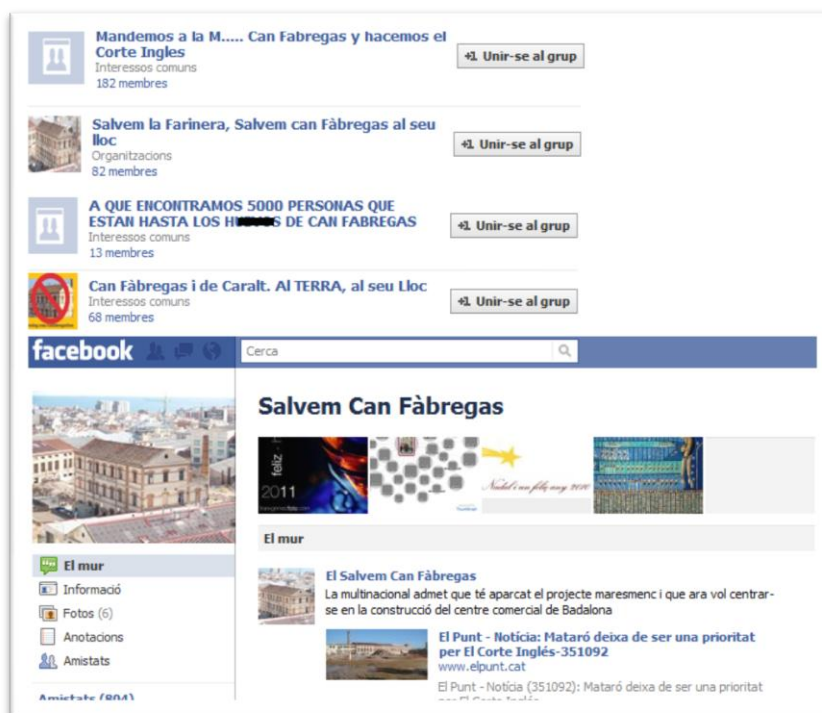 Mandemos a la M..... Can Fabregas y hacemos el
Corte Ingles
Interessos comuns
182 membres
+1 Unir-se al grup
Salvem la Farinera, Salvem can Fàbregas al seu
lloc
Organitzacions
82 membres
+1 Unir-se al grup
A QUE ENCONTRAMOS 5000 PERSONAS QUE
ESTAN HASTA LOS DE CAN FABREGAS
Interessos comuns
13 membres
+1 Unir-se al grup
Can Fàbregas i de Caralt. Al TERRA, al seu Lloc
Interessos comuns
68 membres
+1 Unir-se al grup
facebook
Cerca
Salvem Can Fàbregas
feliz
2011
Nadal i un feliç any 2010
El mur
El mur
Informació
Fotos (6)
Anotacions
Amistats
Amistats (804)
El Salvem Can Fàbregas
La multinacional admet que té aparcat el projecte maresmenc i que ara vol centrar-
se en la construcció del centre comercial de Badalona
El Punt - Notícia: Mataró deixa de ser una prioritat
per El Corte Inglés-351092
www.elpunt.cat
El Punt - Notícia (351092): Mataró deixa de ser una prioritat
per El Corte Inglés